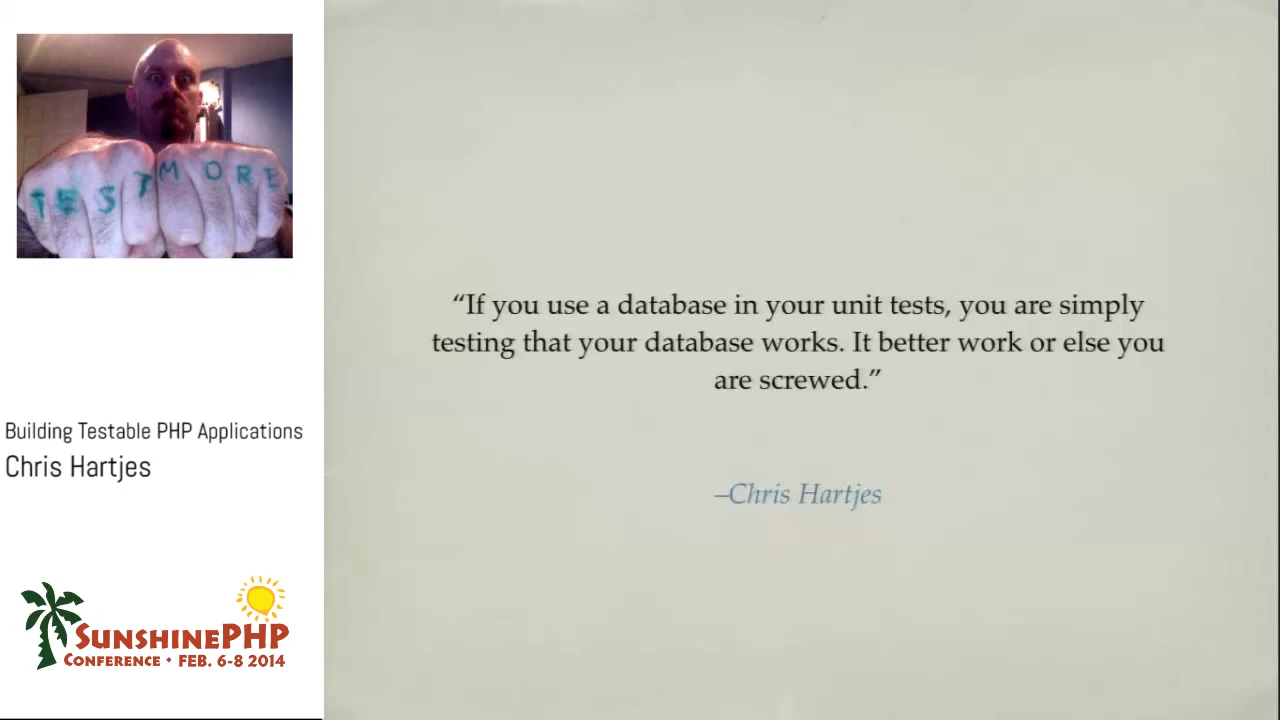 TEST MORE
“If you use a database in your unit tests, you are simply
testing that your database works. It better work or else you
are screwed.”
–Chris Hartjes
Building Testable PHP Applications
Chris Hartjes
SUNSHINEPHP
CONFERENCE • FEB. 6-8 2014